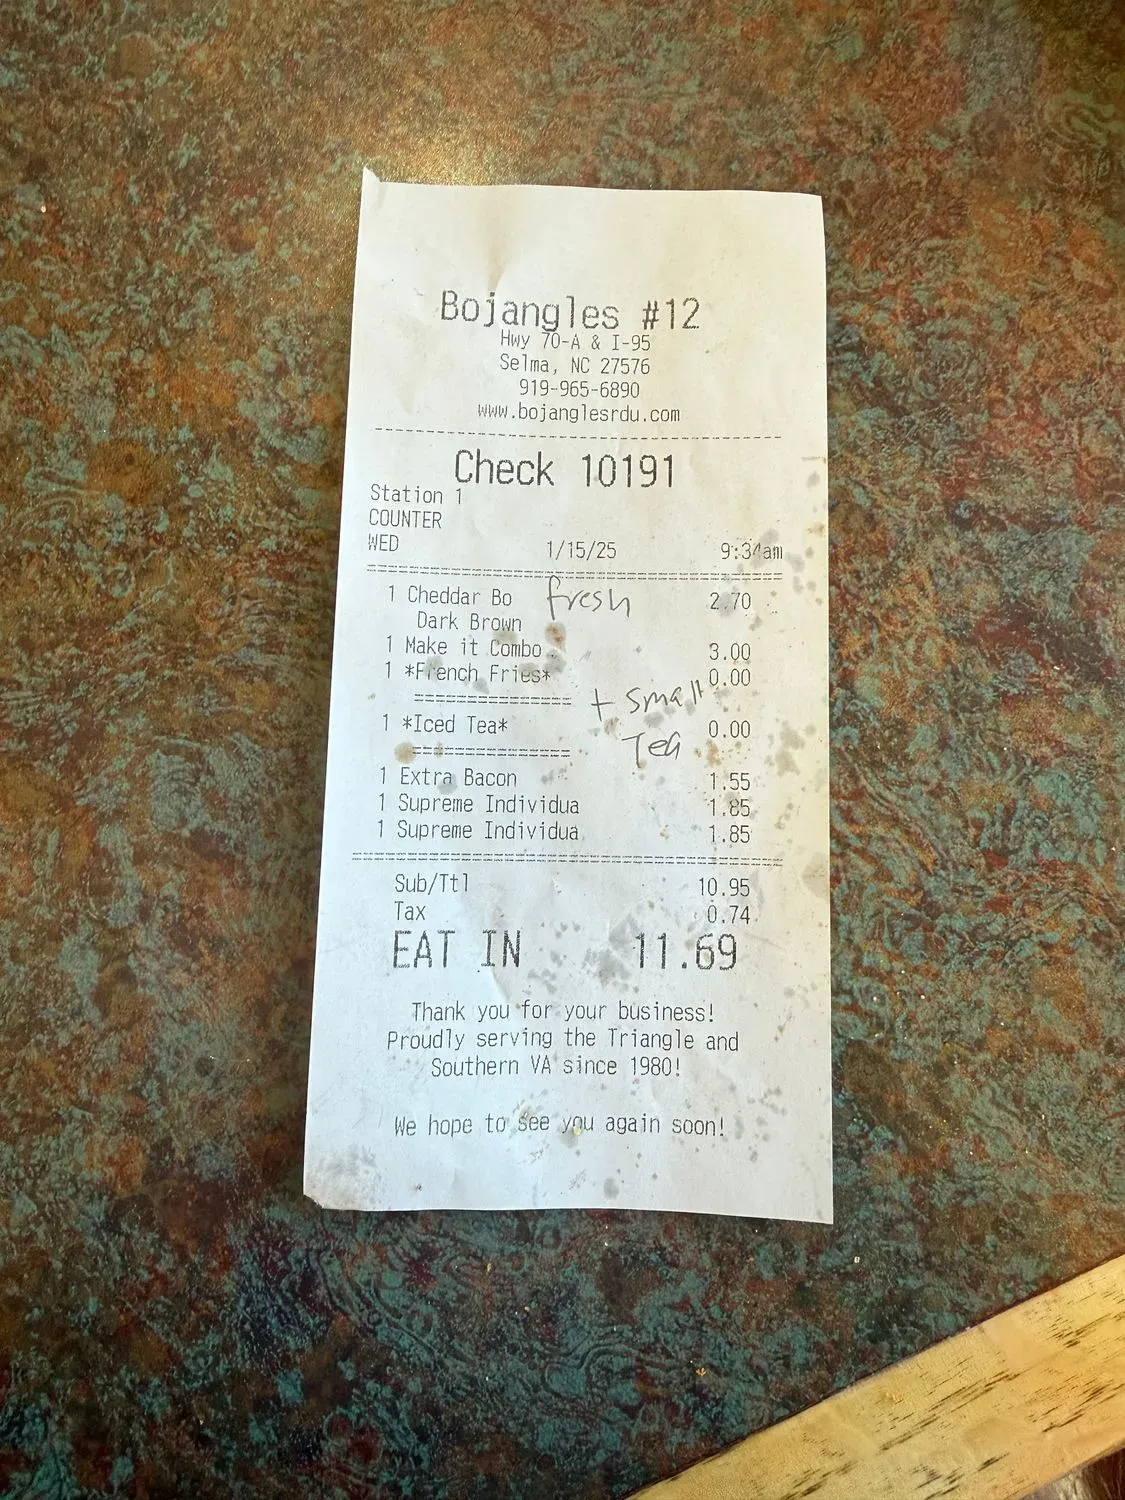 Bojangles #12
Hwy 70-A & I-95
Selma, NC 27576
919-965-6890
www.bojanglesrdu.com
Check 10191
Station 1
COUNTER
WED 1/15/25 9:34am
1 Cheddar Bo fresh 2.70
Dark Brown
1 Make it Combo 3.00
1 *French Fries* 0.00
+ small
1 *Iced Tea* 0.00
Tea
1 Extra Bacon 1.55
1 Supreme Individua 1.85
1 Supreme Individua 1.85
Sub/Ttl 10.95
Tax 0.74
EAT IN 11.69
Thank you for your business!
Proudly serving the Triangle and
Southern VA since 1980!
We hope to see you again soon!